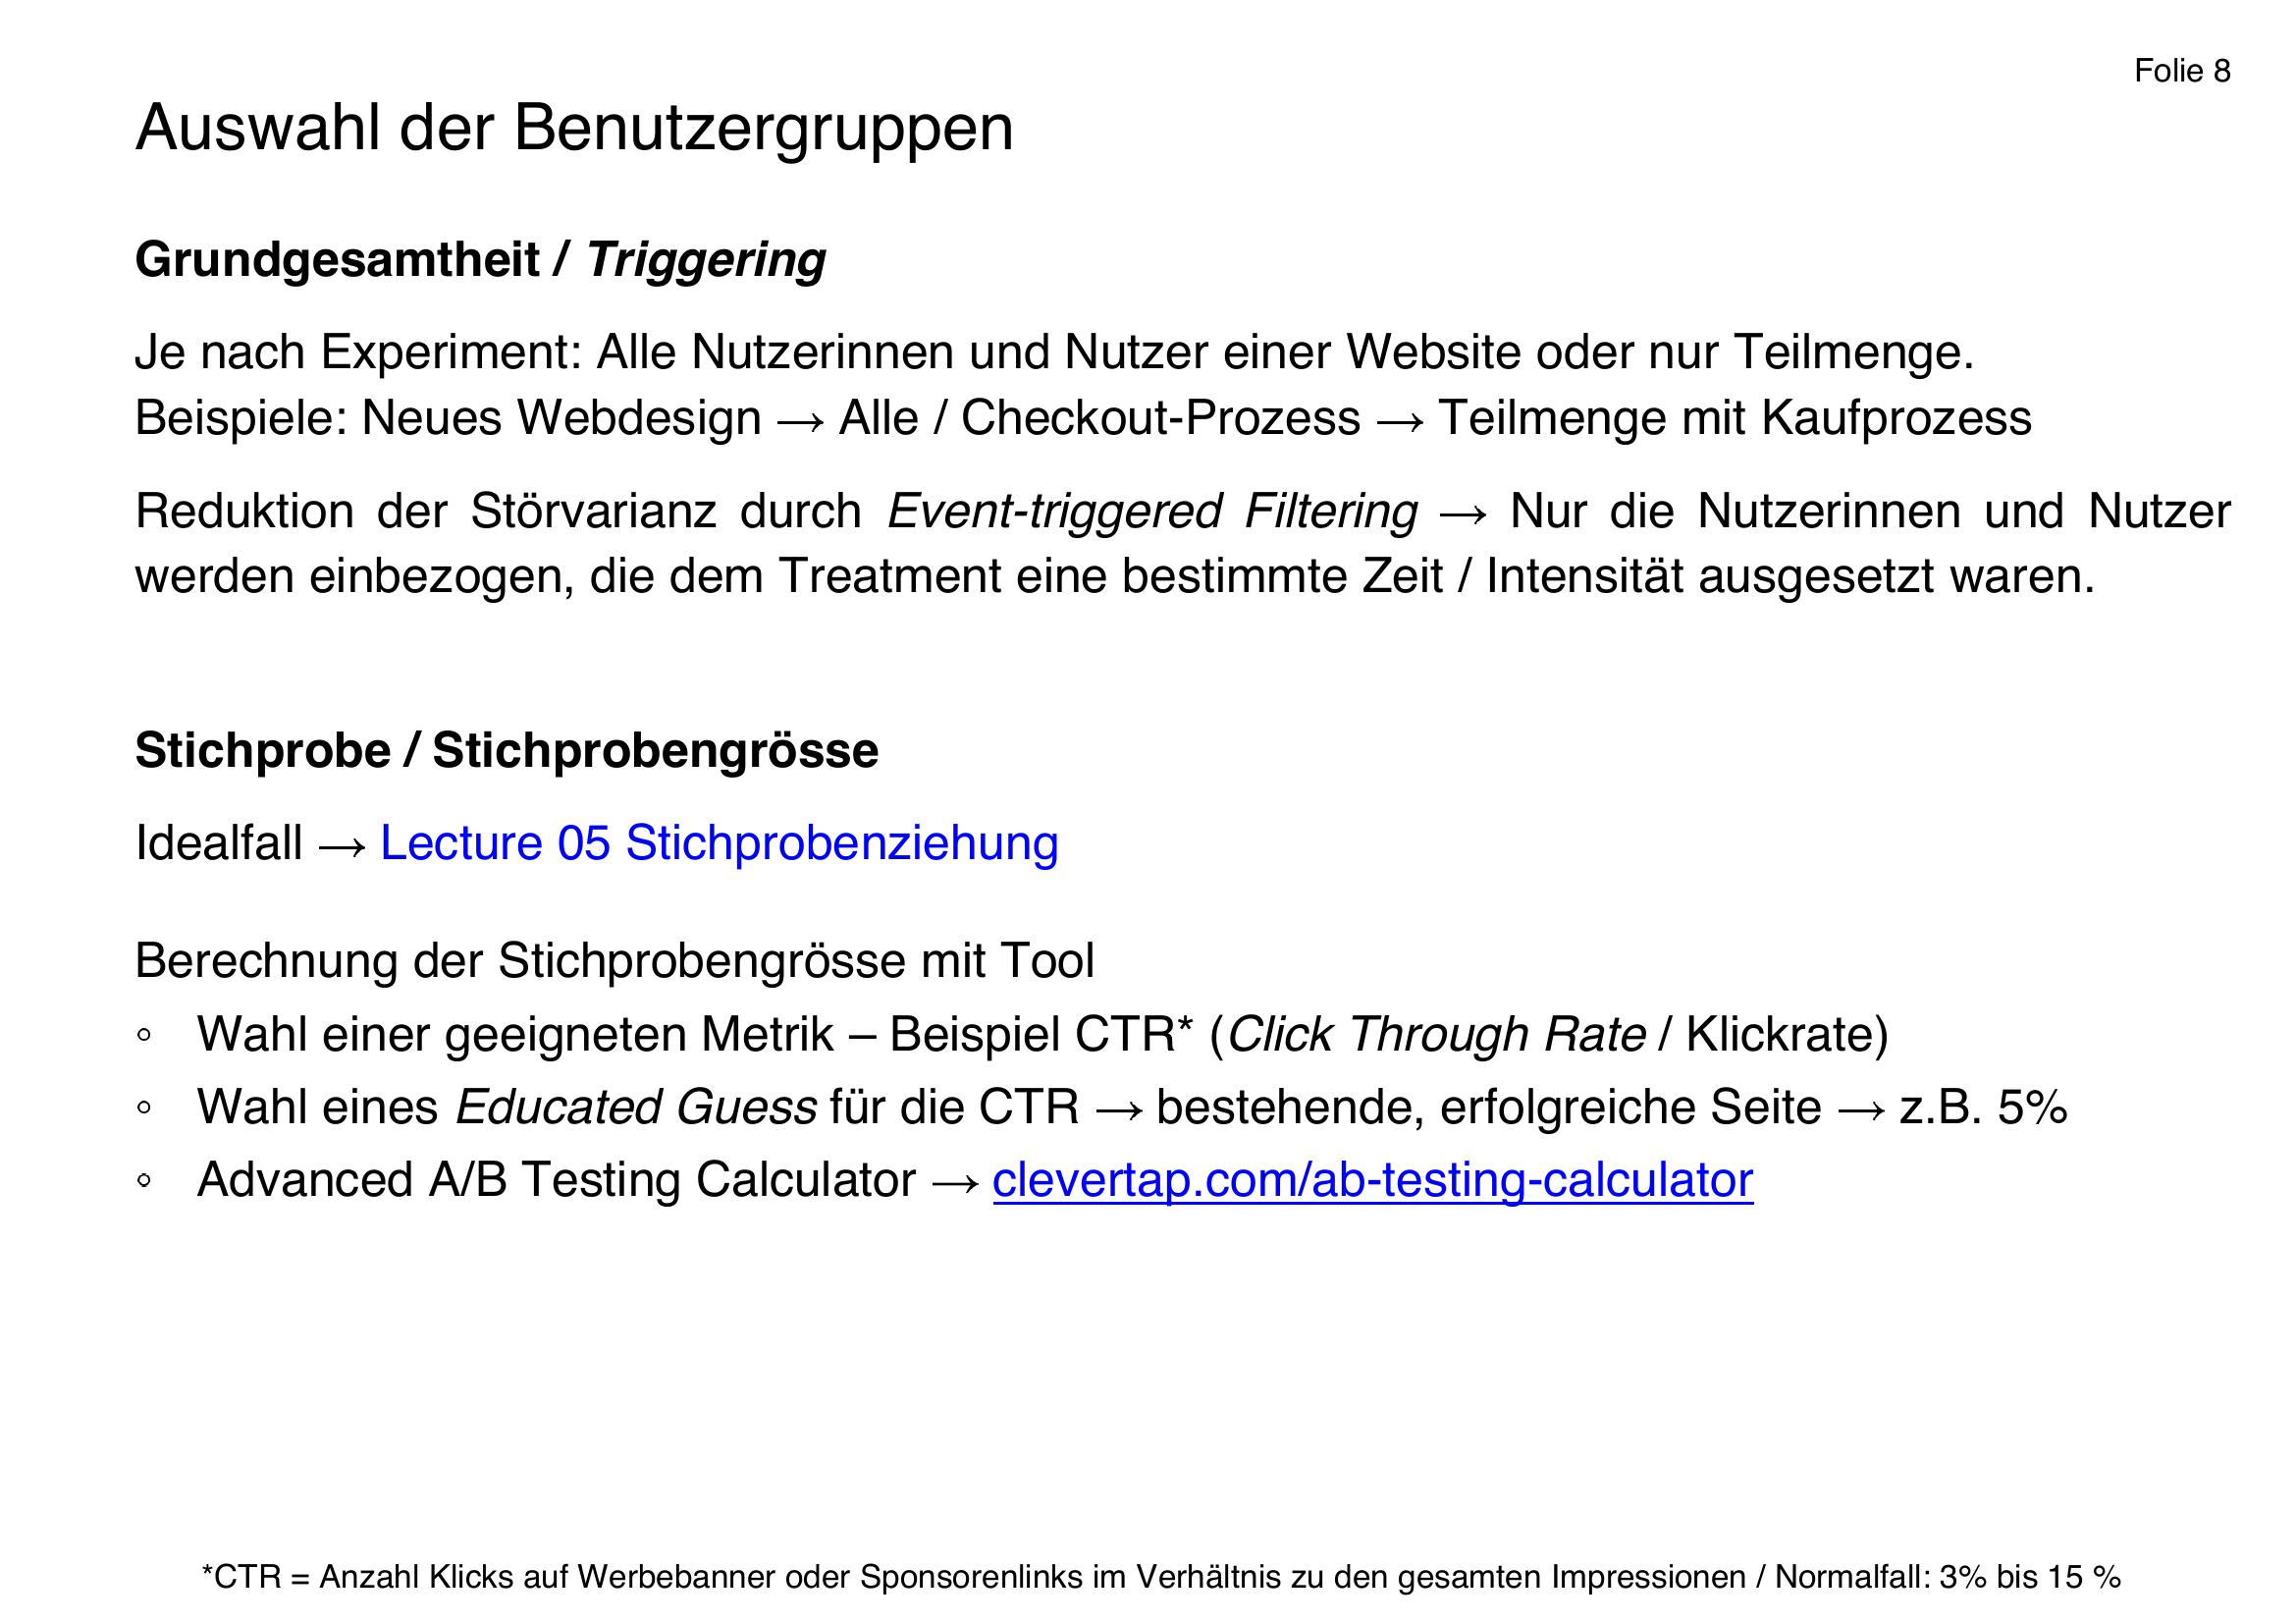 Folie 8
Auswahl der Benutzergruppen
Grundgesamtheit / Triggering
Je nach Experiment: Alle Nutzerinnen und Nutzer einer Website oder nur Teilmenge.
Beispiele: Neues Webdesign → Alle / Checkout-Prozess → Teilmenge mit Kaufprozess
Reduktion der Störvarianz durch Event-triggered Filtering → Nur die Nutzerinnen und Nutzer
werden einbezogen, die dem Treatment eine bestimmte Zeit / Intensität ausgesetzt waren.
Stichprobe / Stichprobengrösse
Idealfall → Lecture 05 Stichprobenziehung
Berechnung der Stichprobengrösse mit Tool
◦ Wahl einer geeigneten Metrik – Beispiel CTR* (Click Through Rate / Klickrate)
◦ Wahl eines Educated Guess für die CTR → bestehende, erfolgreiche Seite → z.B. 5%
◦ Advanced A/B Testing Calculator → clevertap.com/ab-testing-calculator
*CTR = Anzahl Klicks auf Werbebanner oder Sponsorenlinks im Verhältnis zu den gesamten Impressionen / Normalfall: 3% bis 15 %